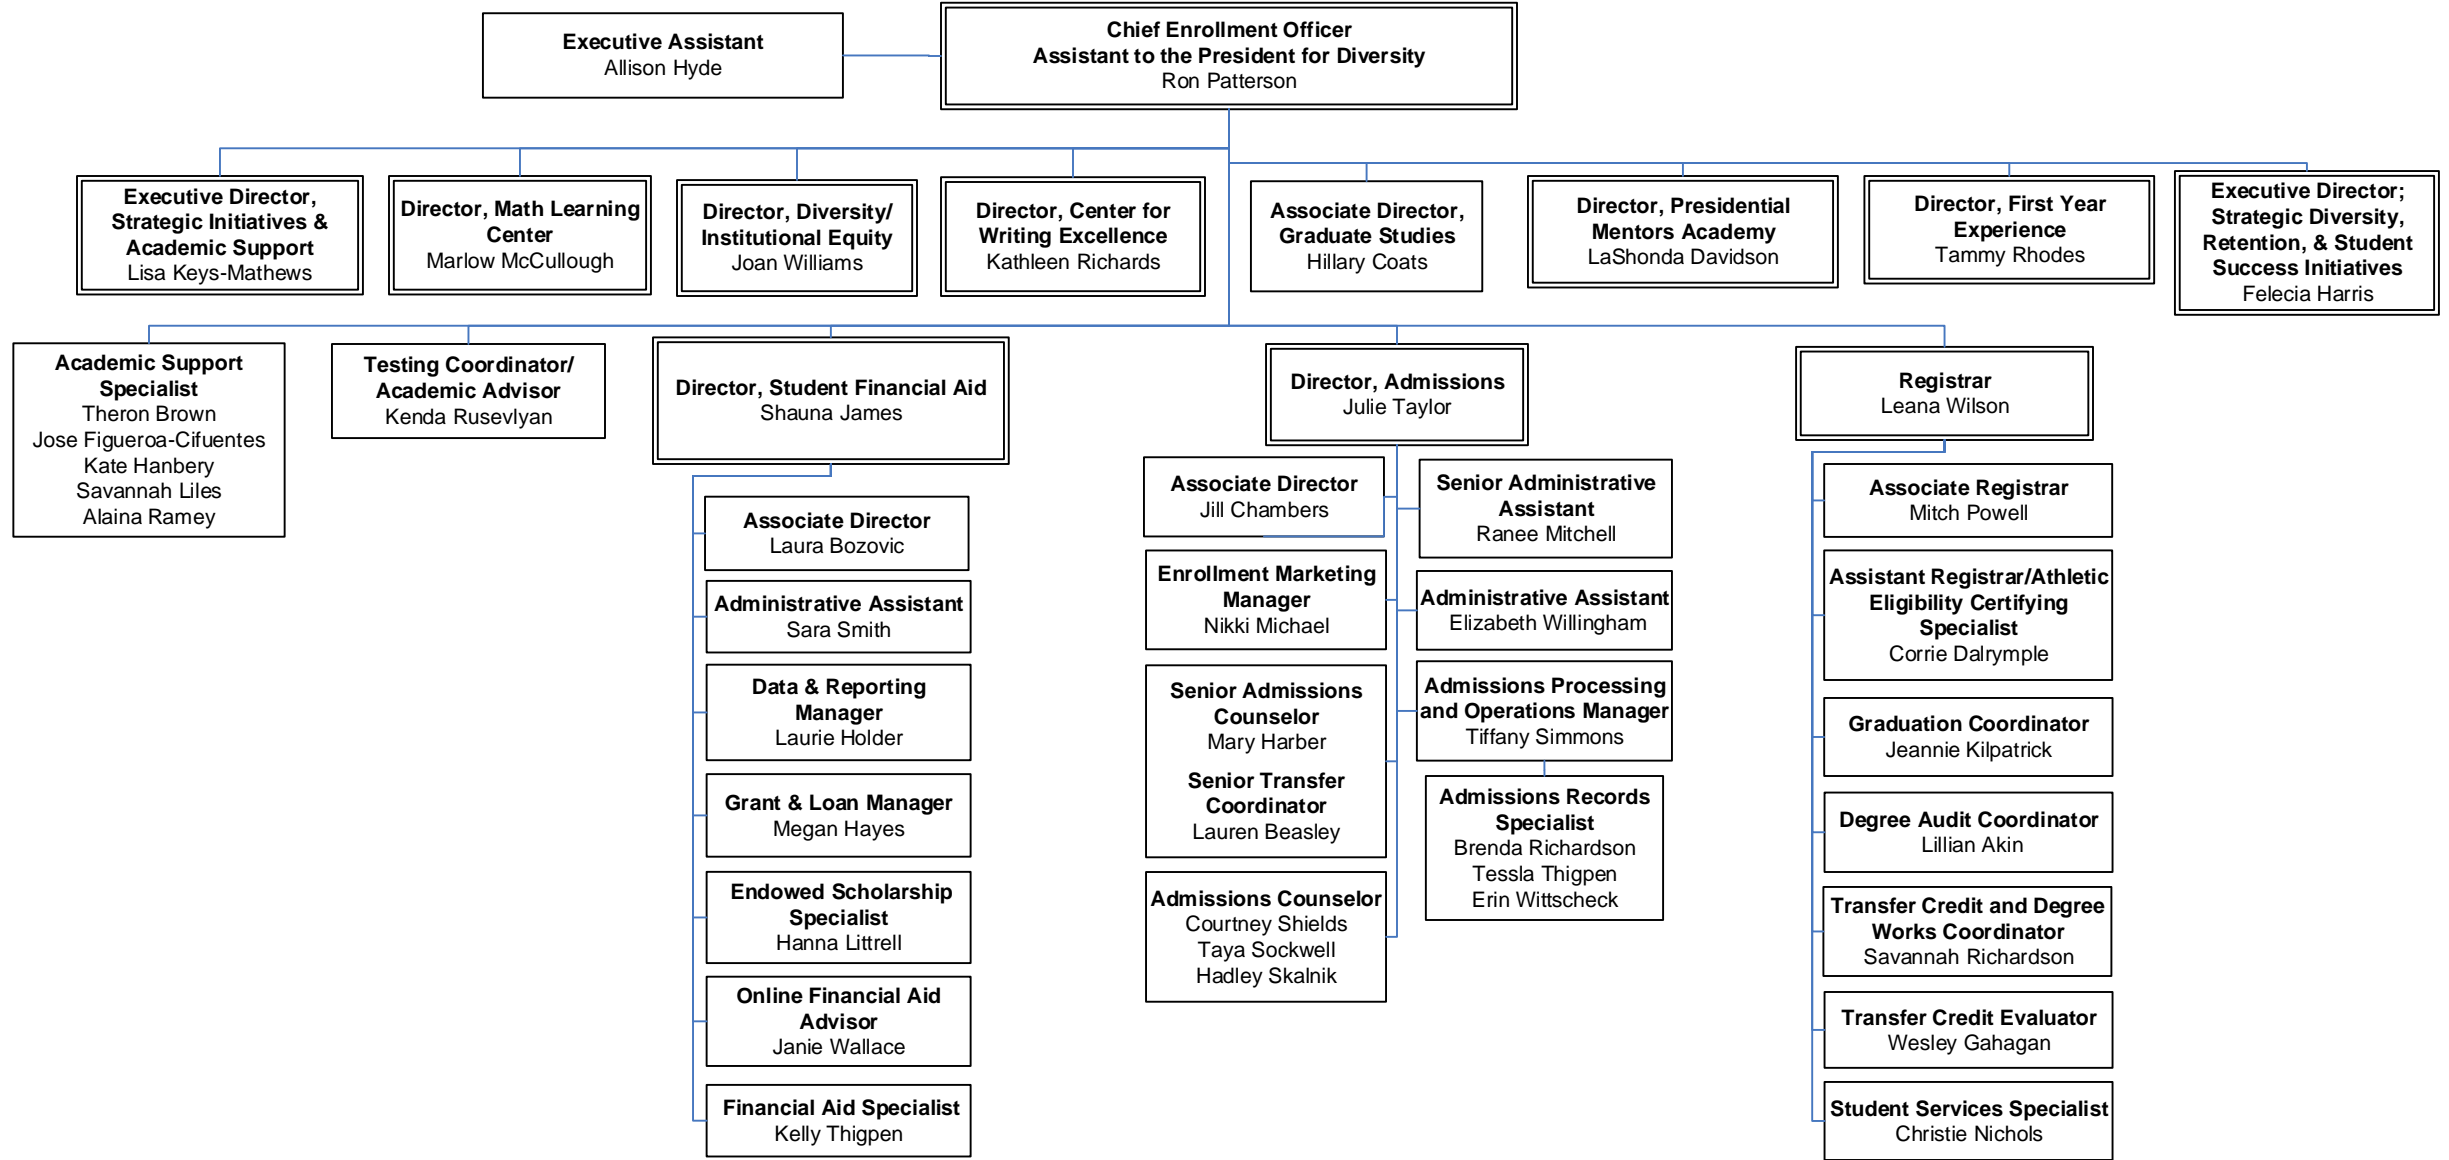 Executive Assistant
Allison Hyde
Chief Enrollment Officer
Assistant to the President for Diversity
Ron Patterson
Executive Director,
Strategic Initiatives &
Academic Support
Lisa Keys-Mathews
Director, Math Learning
Center
Marlow McCullough
Director, Diversity/
Institutional Equity
Joan Williams
Director, Center for
Writing Excellence
Kathleen Richards
Associate Director,
Graduate Studies
Hillary Coats
Director, Presidential
Mentors Academy
LaShonda Davidson
Director, First Year
Experience
Tammy Rhodes
Executive Director;
Strategic Diversity,
Retention, & Student
Success Initiatives
Felecia Harris
Academic Support
Specialist
Theron Brown
Jose Figueroa-Cifuentes
Kate Hanbery
Savannah Liles
Alaina Ramey
Testing Coordinator/
Academic Advisor
Kenda Rusevlyan
Director, Student Financial Aid
Shauna James
Associate Director
Laura Bozovic
Administrative Assistant
Sara Smith
Data & Reporting
Manager
Laurie Holder
Grant & Loan Manager
Megan Hayes
Endowed Scholarship
Specialist
Hanna Littrell
Online Financial Aid
Advisor
Janie Wallace
Financial Aid Specialist
Kelly Thigpen
Director, Admissions
Julie Taylor
Associate Director
Jill Chambers
Enrollment Marketing
Manager
Nikki Michael
Senior Admissions
Counselor
Mary Harber
Senior Transfer
Coordinator
Lauren Beasley
Admissions Counselor
Courtney Shields
Taya Sockwell
Hadley Skalnik
Senior Administrative
Assistant
Ranee Mitchell
Administrative Assistant
Elizabeth Willingham
Admissions Processing
and Operations Manager
Tiffany Simmons
Admissions Records
Specialist
Brenda Richardson
Tessla Thigpen
Erin Wittscheck
Registrar
Leana Wilson
Associate Registrar
Mitch Powell
Assistant Registrar/Athletic
Eligibility Certifying
Specialist
Corrie Dalrymple
Graduation Coordinator
Jeannie Kilpatrick
Degree Audit Coordinator
Lillian Akin
Transfer Credit and Degree
Works Coordinator
Savannah Richardson
Transfer Credit Evaluator
Wesley Gahagan
Student Services Specialist
Christie Nichols